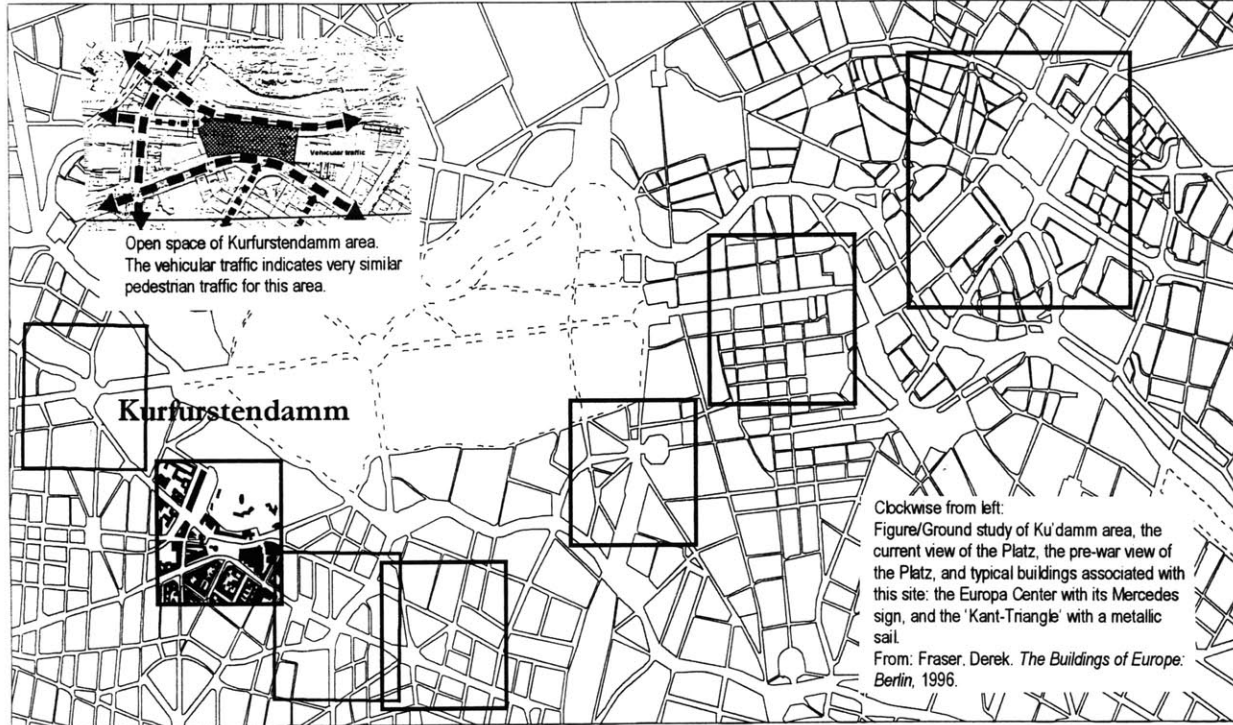 Vehicular traffic
Open space of Kurfurstendamm area.
The vehicular traffic indicates very similar
pedestrian traffic for this area.
Kurfurstendamm
Clockwise from left:
Figure/Ground study of Ku'damm area, the
current view of the Platz, the pre-war view of
the Platz, and typical buildings associated with
this site: the Europa Center with its Mercedes
sign, and the 'Kant-Triangle' with a metallic
sail.
From: Fraser, Derek. The Buildings of Europe:
Berlin, 1996.